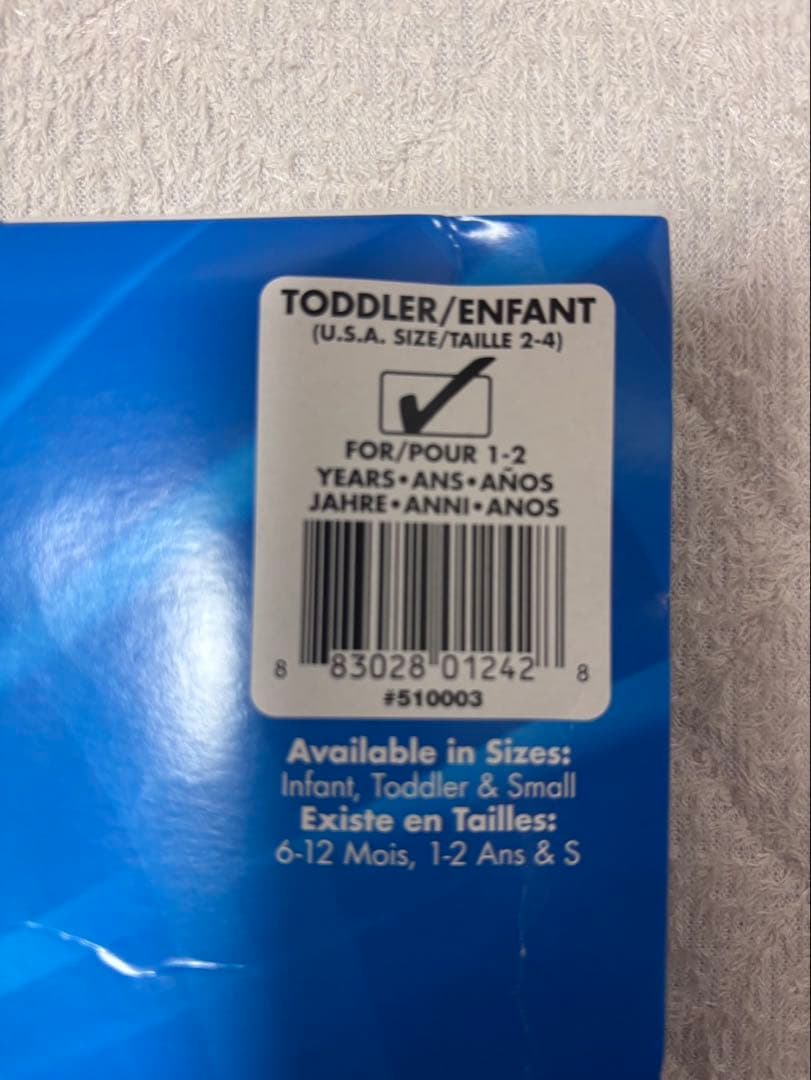 TODDLER/ENFANT
(U.S.A. SIZE/TAILLE 2-4)
FOR/POUR 1-2
YEARS•ANS•AÑOS
JAHRE•ANNI•ANOS
8 83028 01242 8
#510003
Available in Sizes:
Infant, Toddler & Small
Existe en Tailles:
6-12 Mois, 1-2 Ans & S